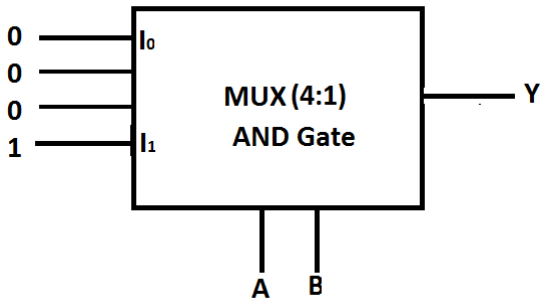 0 I₀
0
0
1 I₁
MUX (4:1)
AND Gate
Y
A B